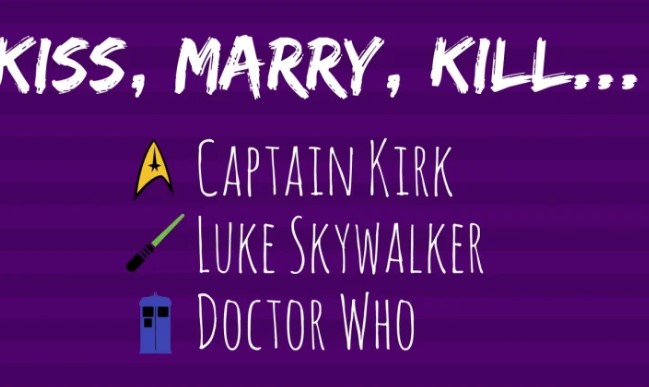 KISS, MARRY, KILL...
CAPTAIN KIRK
LUKE SKYWALKER
DOCTOR WHO